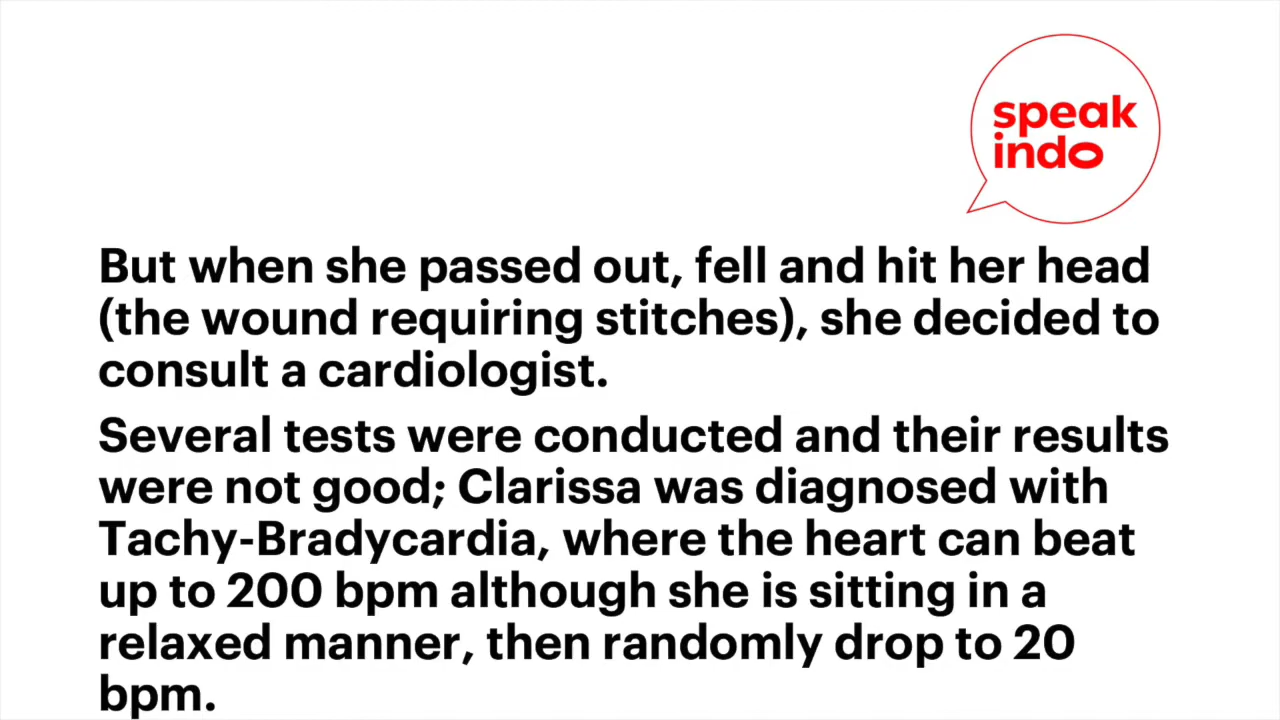 speak
indo
But when she passed out, fell and hit her head
(the wound requiring stitches), she decided to
consult a cardiologist.
Several tests were conducted and their results
were not good; Clarissa was diagnosed with
Tachy-Bradycardia, where the heart can beat
up to 200 bpm although she is sitting in a
relaxed manner, then randomly drop to 20
bpm.